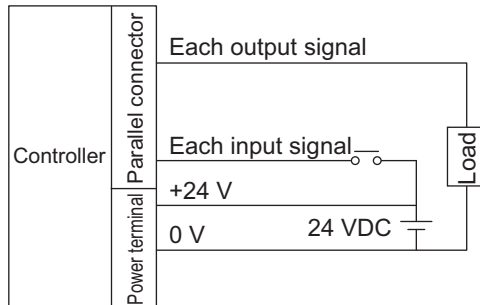 Controller
Parallel connector
Power terminal
Each output signal
Each input signal
+24 V
0 V
24 VDC
Load